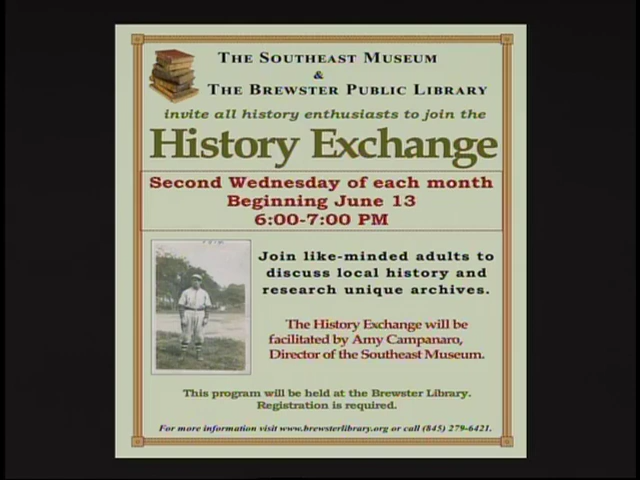 THE SOUTHEAST MUSEUM
&
THE BREWSTER PUBLIC LIBRARY
invite all history enthusiasts to join the
History Exchange
Second Wednesday of each month
Beginning June 13
6:00-7:00 PM
Join like-minded adults to
discuss local history and
research unique archives.
The History Exchange will be
facilitated by Amy Campanaro,
Director of the Southeast Museum.
This program will be held at the Brewster Library.
Registration is required.
For more information visit www.brewsterlibrary.org or call (845) 279-6421.